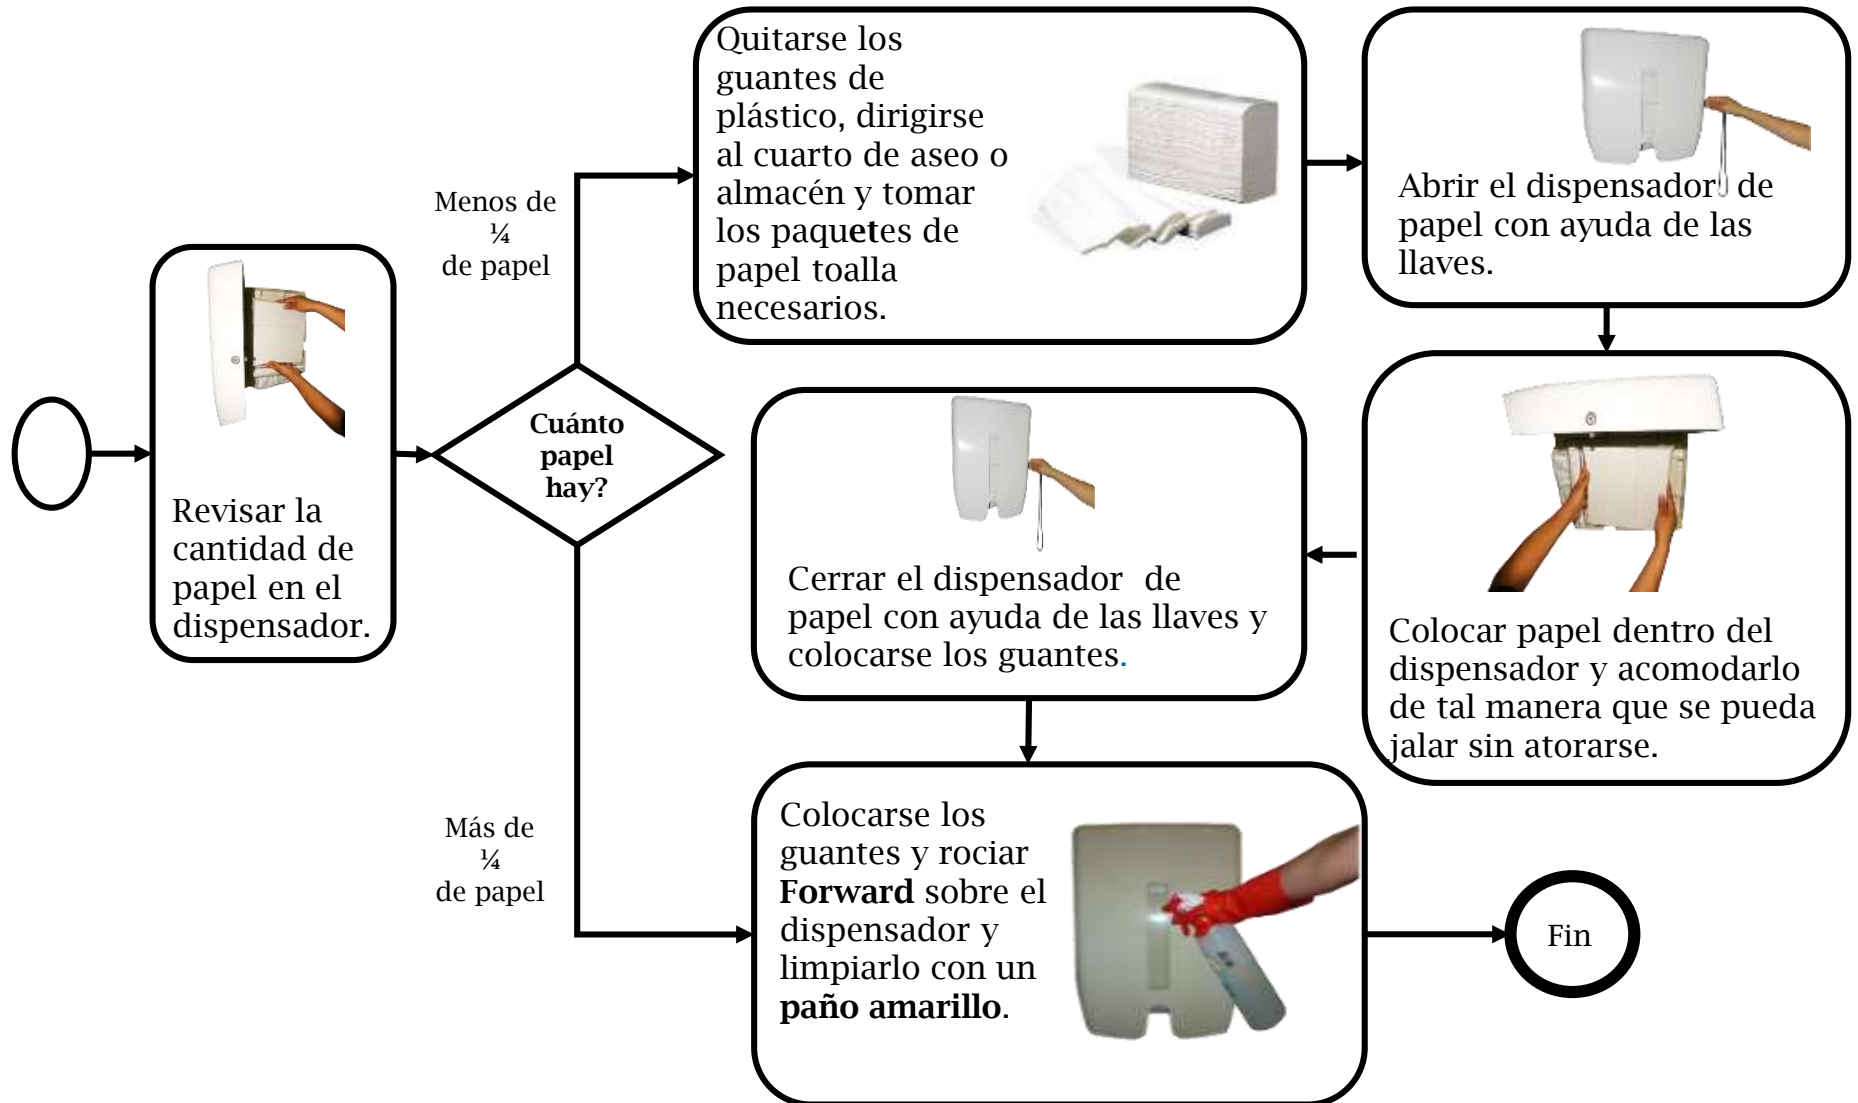 Revisar la
cantidad de
papel en el
dispensador.
Cuánto
papel
hay?
Menos de
¼
de papel
Quitarse los
guantes de
plástico, dirigirse
al cuarto de aseo o
almacén y tomar
los paquetes de
papel toalla
necesarios.
Abrir el dispensador de
papel con ayuda de las
llaves.
Colocar papel dentro del
dispensador y acomodarlo
de tal manera que se pueda
jalar sin atorarse.
Cerrar el dispensador de
papel con ayuda de las llaves y
colocarse los guantes.
Más de
¼
de papel
Colocarse los
guantes y rociar
Forward sobre el
dispensador y
limpiarlo con un
paño amarillo.
Fin